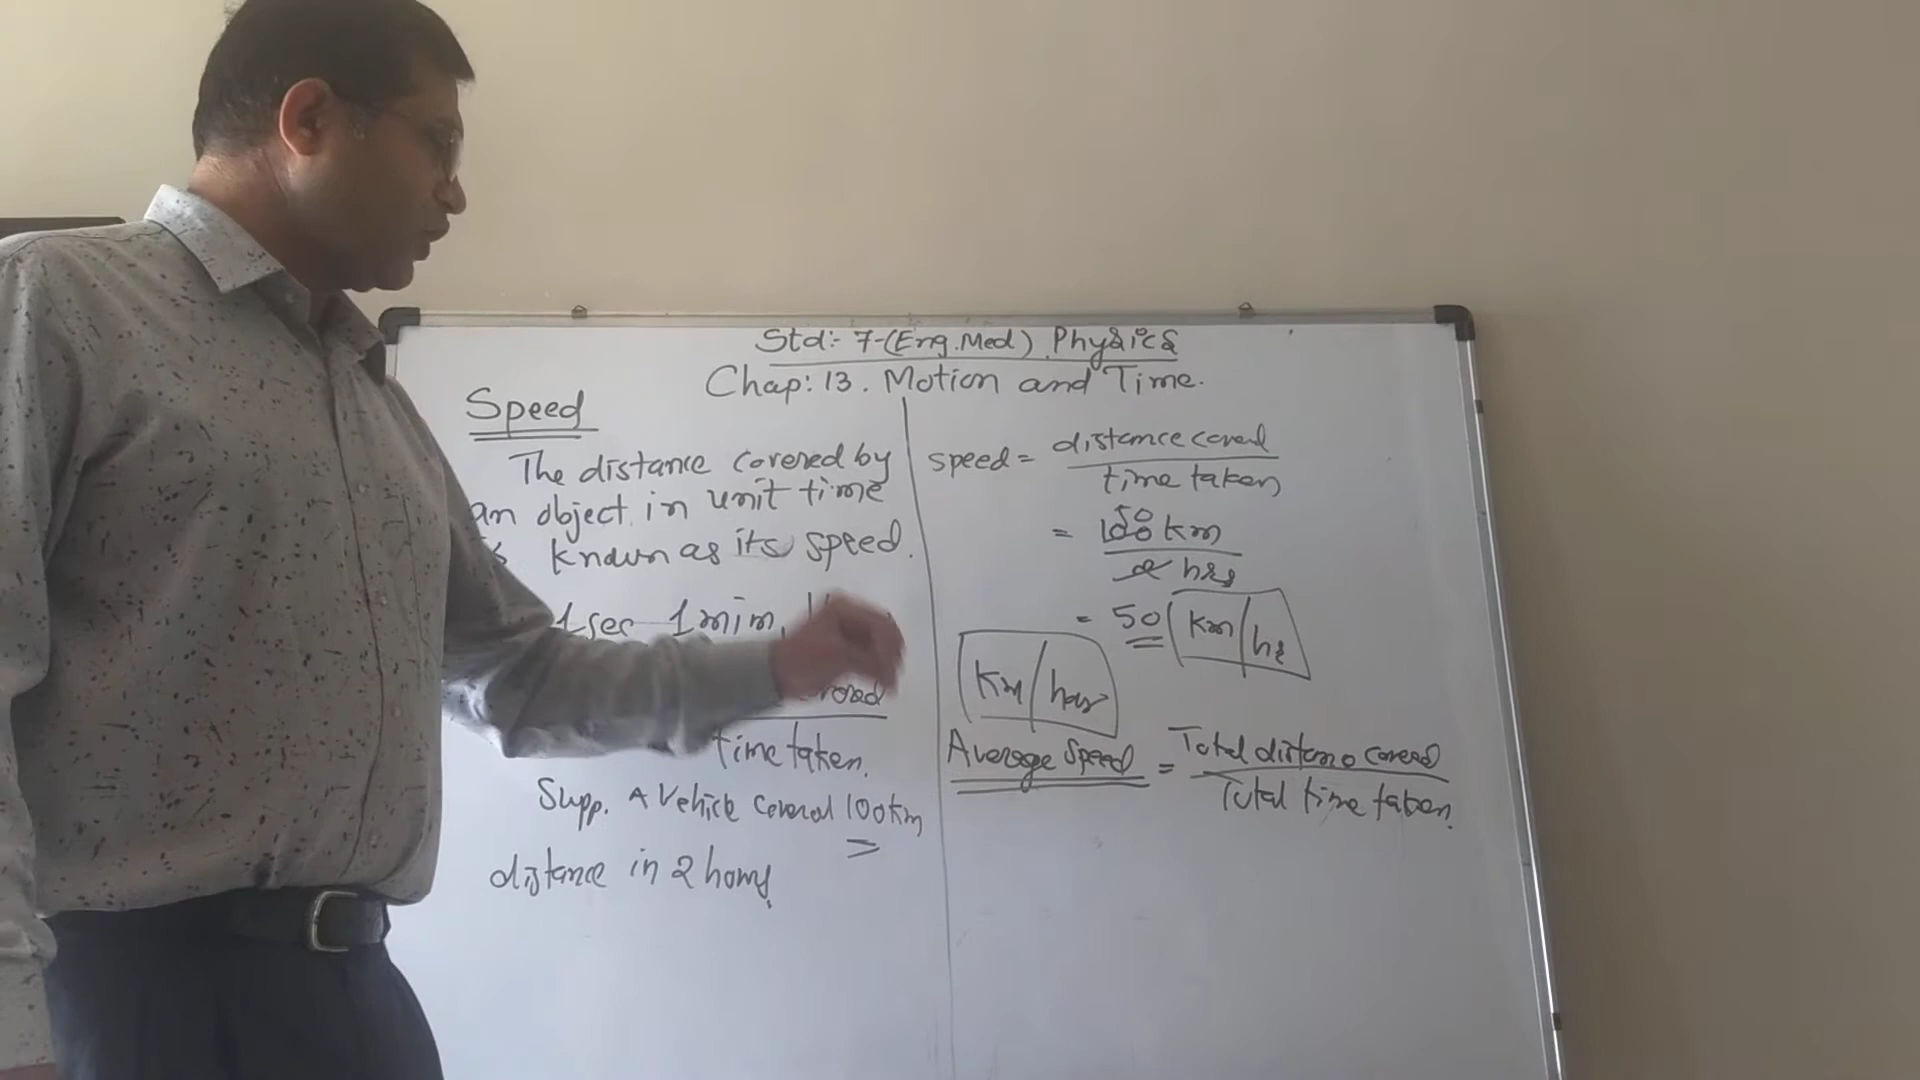 Std:- 7-(Eng.Med) Physics
Chap: 13. Motion and Time.
Speed
The distance covered by
an object in unit time
is known as its speed.
1 sec 1 min,
time taken.
Supp. A Vehicle covered 100km
distance in 2 hours
speed = distance covered
time taken
= 50
100 km
2 hrs
= 50 km/hr
km/hour
Average speed = Total distance covered
Total time taken.